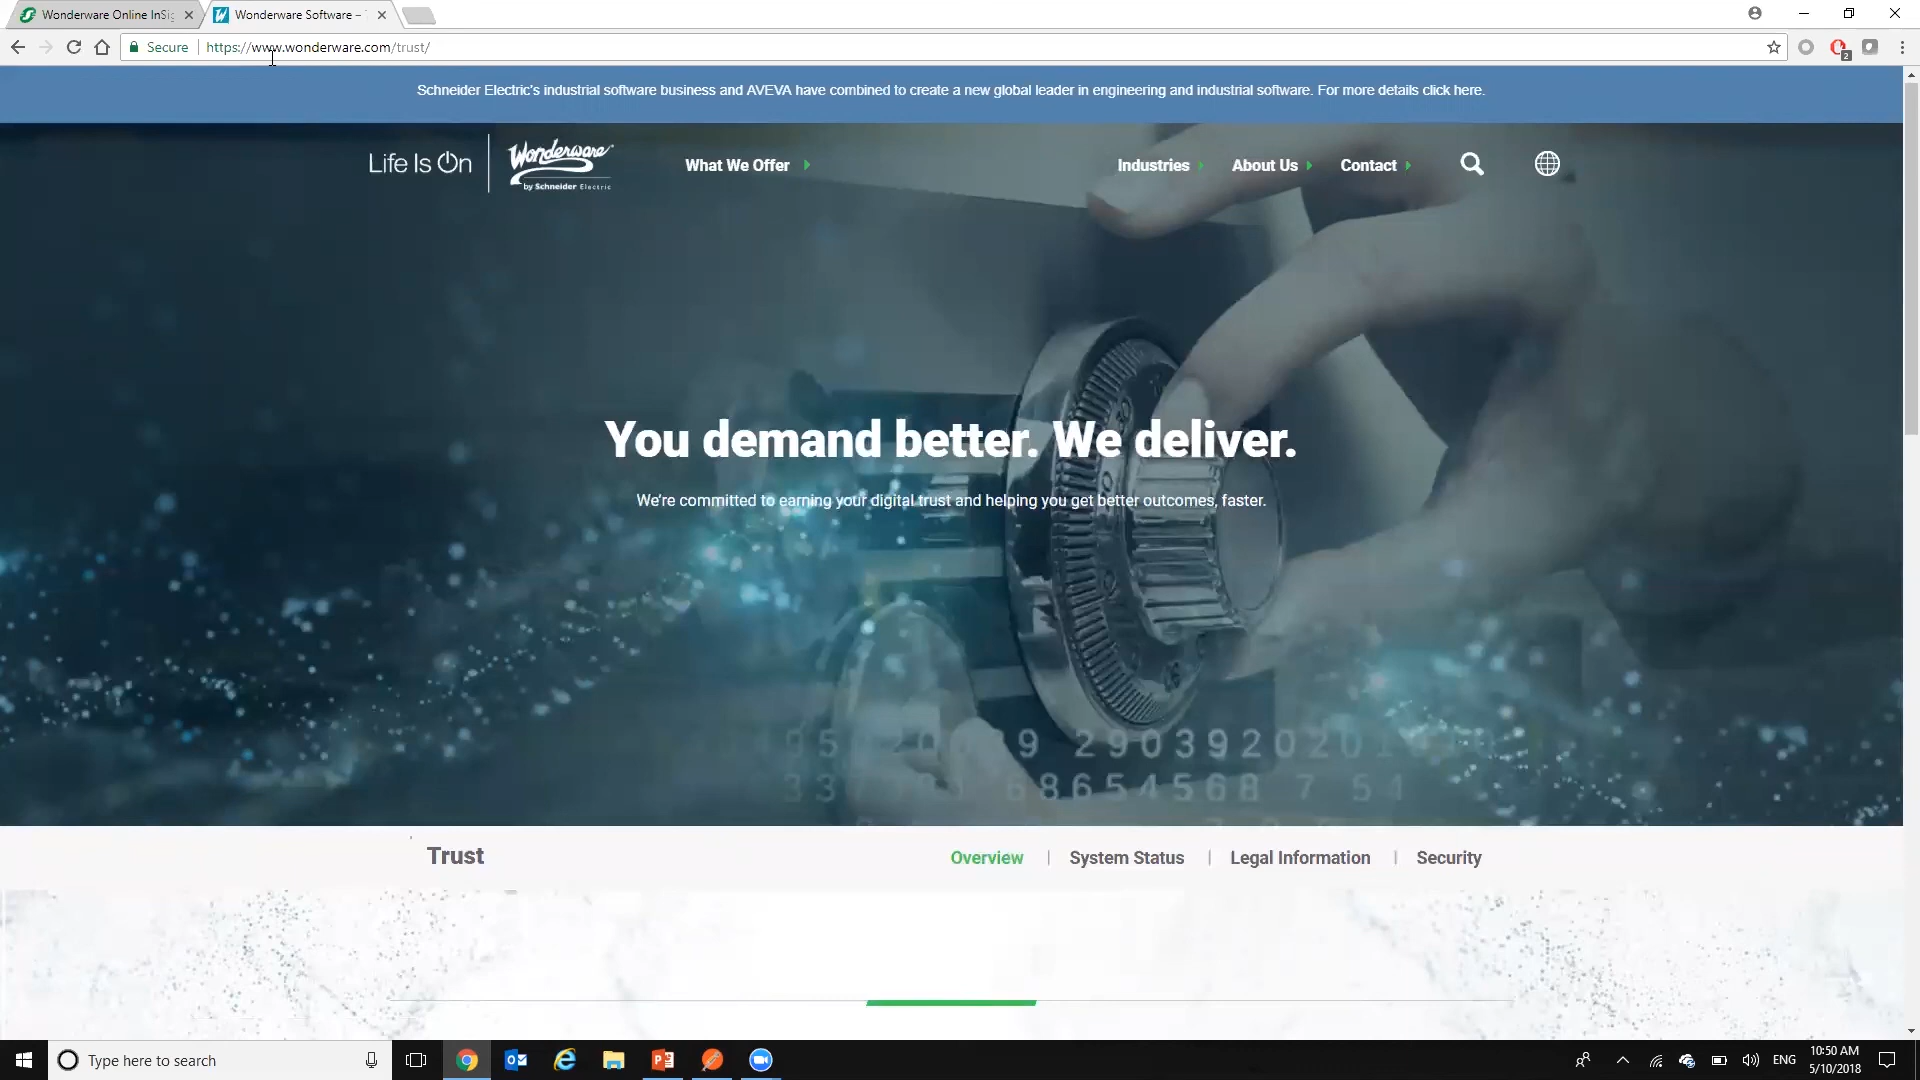 Wonderware Online InSig
Wonderware Software –
Secure
https://www.wonderware.com/trust/
2
Schneider Electric's industrial software business and AVEVA have combined to create a new global leader in engineering and industrial software. For more details click here.
Life Is On
Wonderware
by Schneider Electric
What We Offer
Industries
About Us
Contact
You demand better. We deliver.
We're committed to earning your digital trust and helping you get better outcomes, faster.
Trust
Overview | System Status | Legal Information | Security
Type here to search
ENG
10:50 AM
5/10/2018